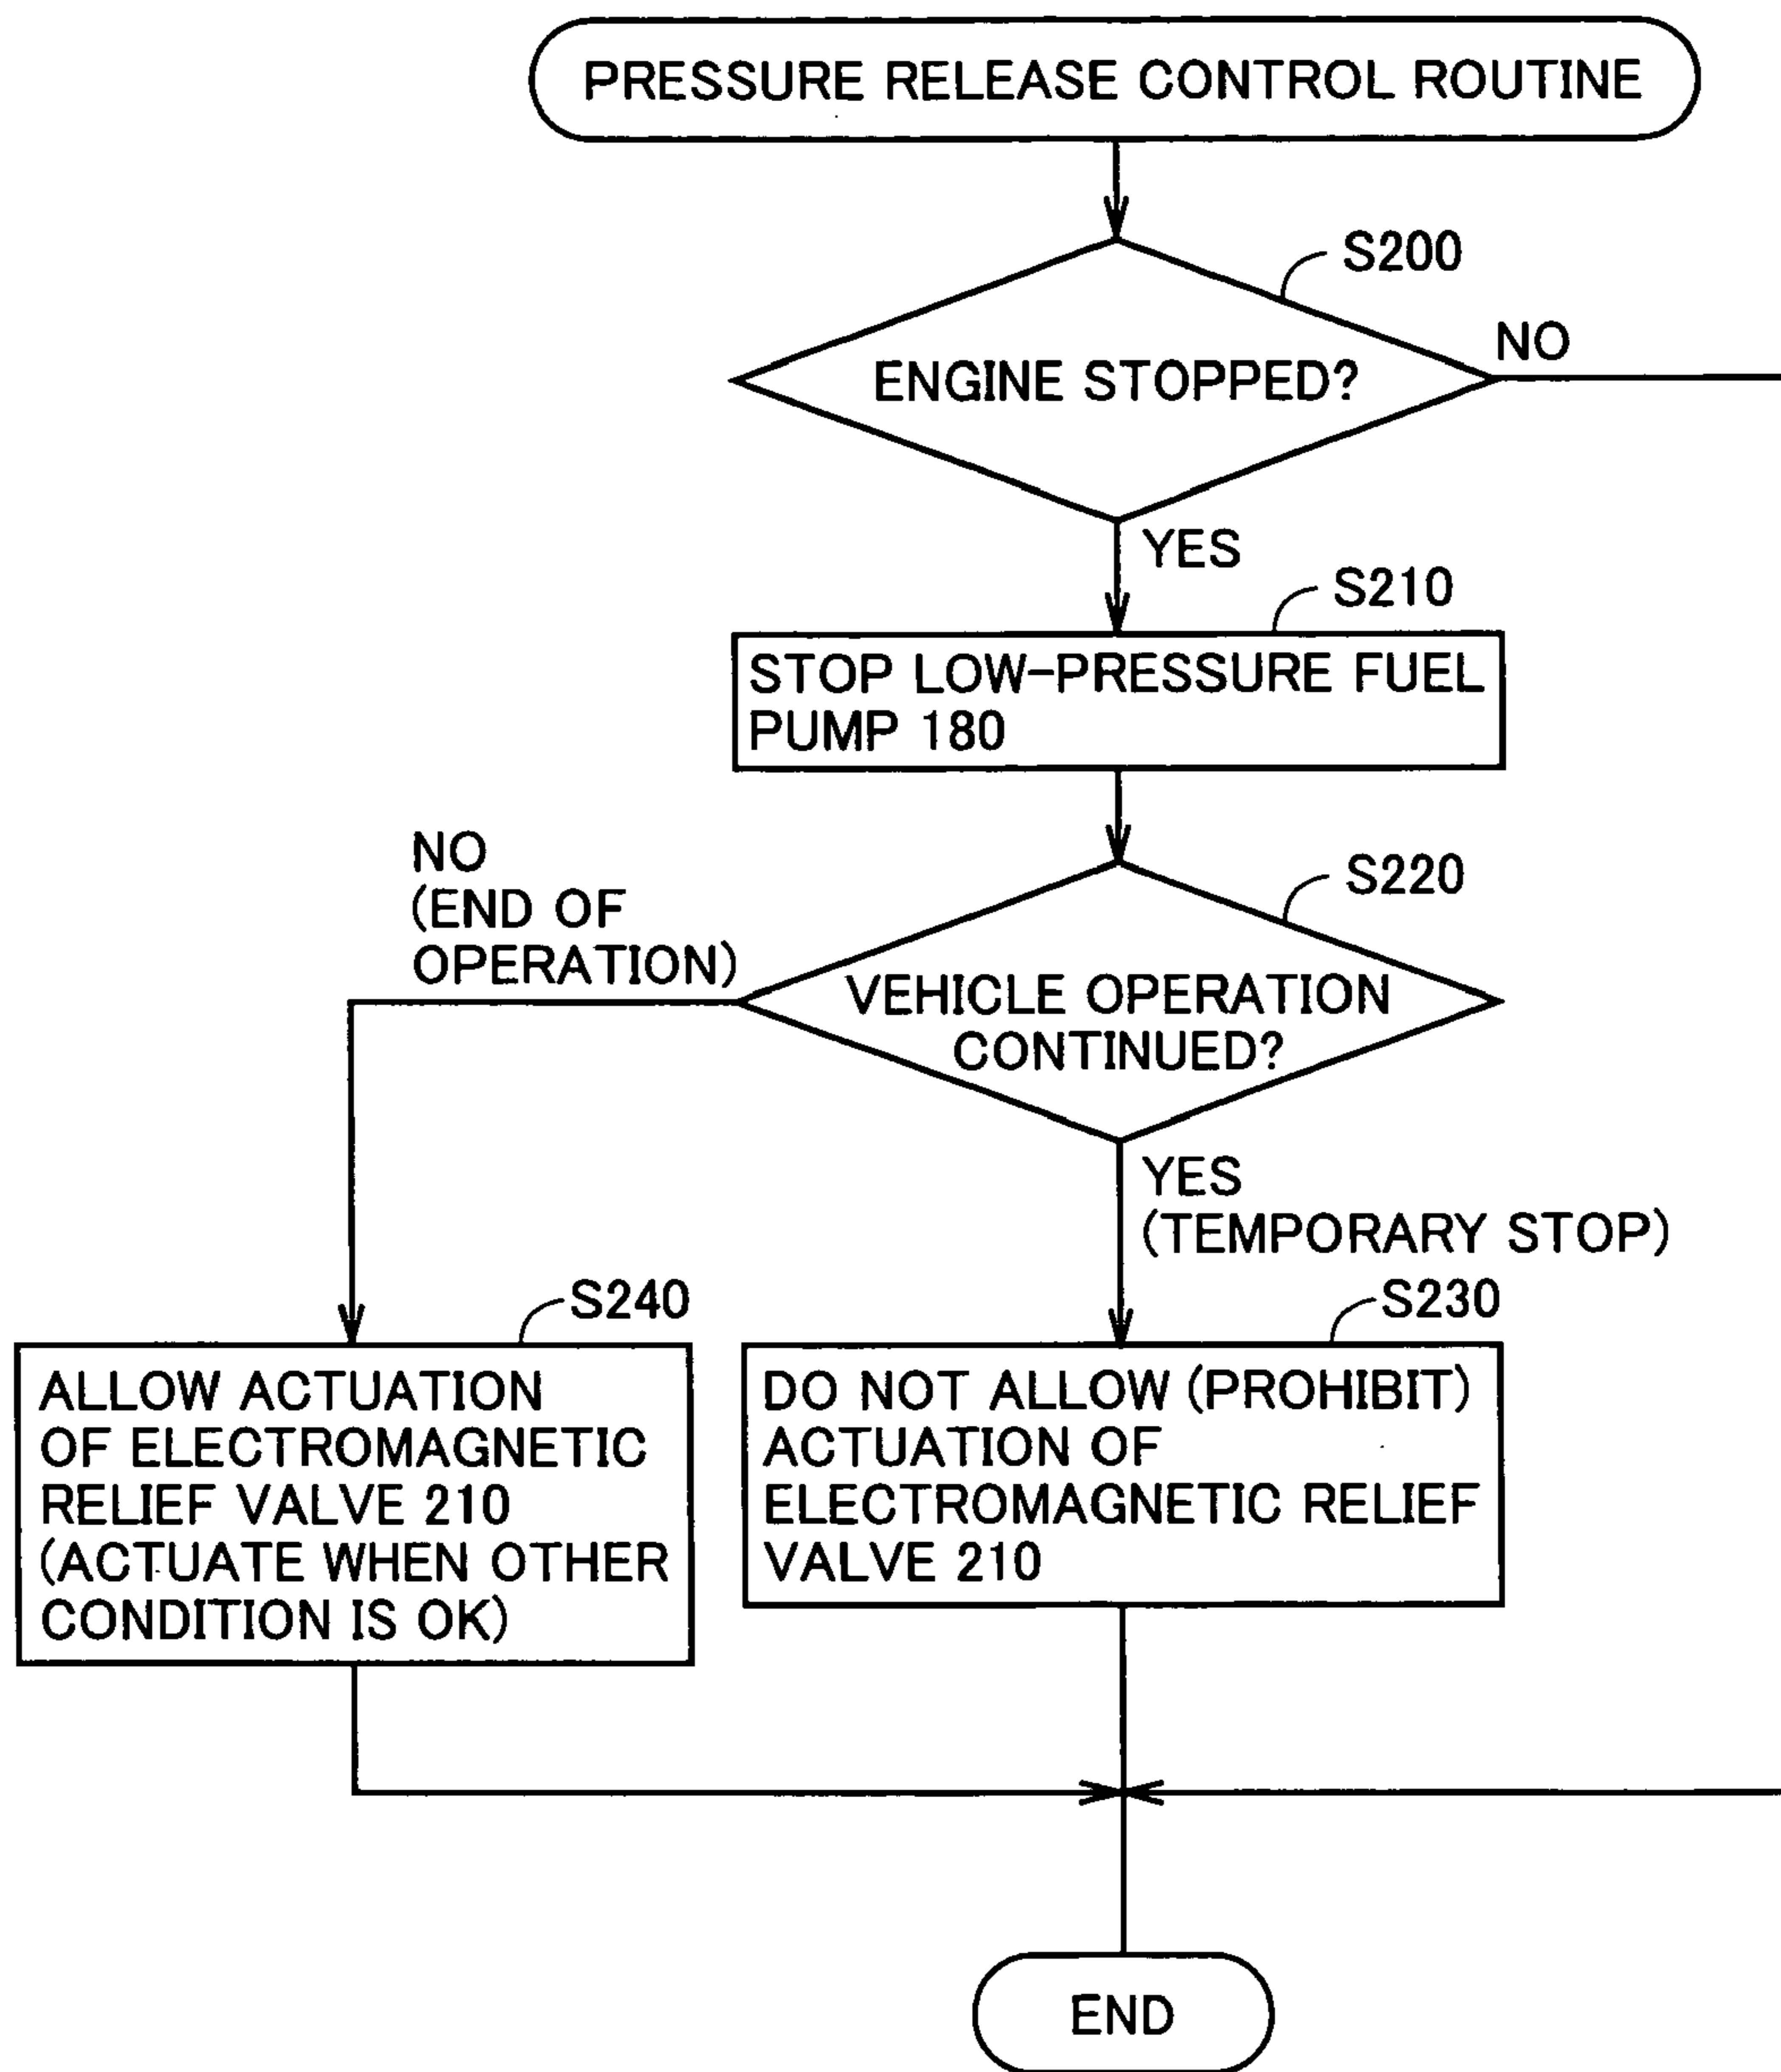 PRESSURE RELEASE CONTROL ROUTINE
S200
ENGINE STOPPED?
NO
YES
S210
STOP LOW-PRESSURE FUEL
PUMP 180
NO
(END OF
OPERATION)
S220
VEHICLE OPERATION
CONTINUED?
YES
(TEMPORARY STOP)
S240
ALLOW ACTUATION
OF ELECTROMAGNETIC
RELIEF VALVE 210
(ACTUATE WHEN OTHER
CONDITION IS OK)
S230
DO NOT ALLOW (PROHIBIT)
ACTUATION OF
ELECTROMAGNETIC RELIEF
VALVE 210
END